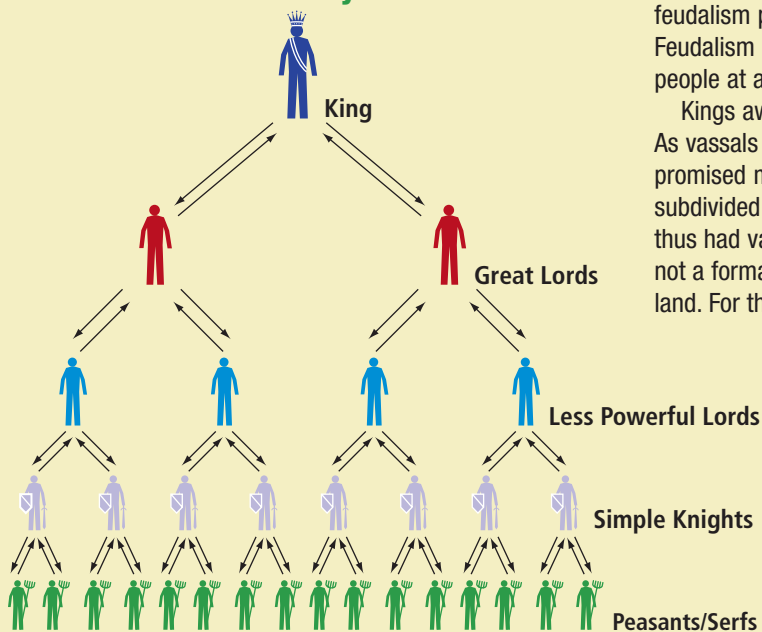 feudalism p
Feudalism
people at a
Kings aw
As vassals
promised m
subdivided
thus had va
not a forma
land. For th
King
Great Lords
Less Powerful Lords
Simple Knights
Peasants/Serfs